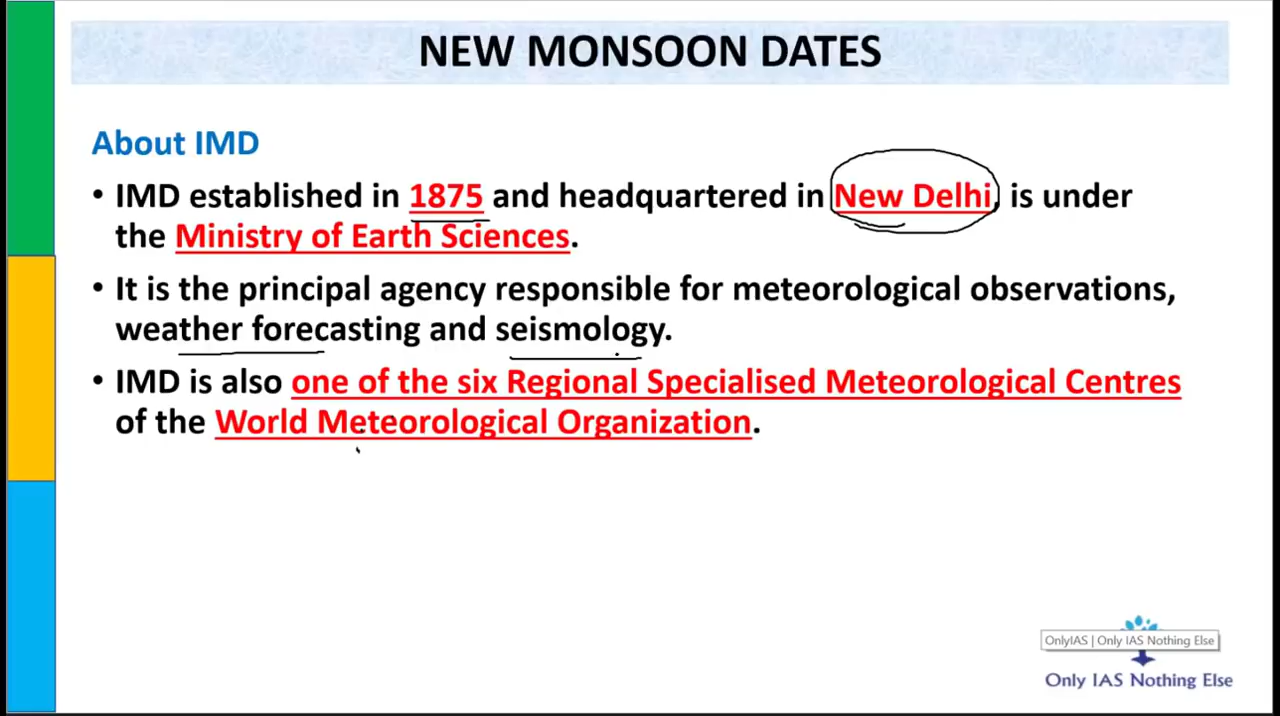 NEW MONSOON DATES
About IMD
• IMD established in 1875 and headquartered in New Delhi, is under
the Ministry of Earth Sciences.
• It is the principal agency responsible for meteorological observations,
weather forecasting and seismology.
• IMD is also one of the six Regional Specialised Meteorological Centres
of the World Meteorological Organization.
OnlyIAS | Only IAS Nothing Else
Only IAS Nothing Else